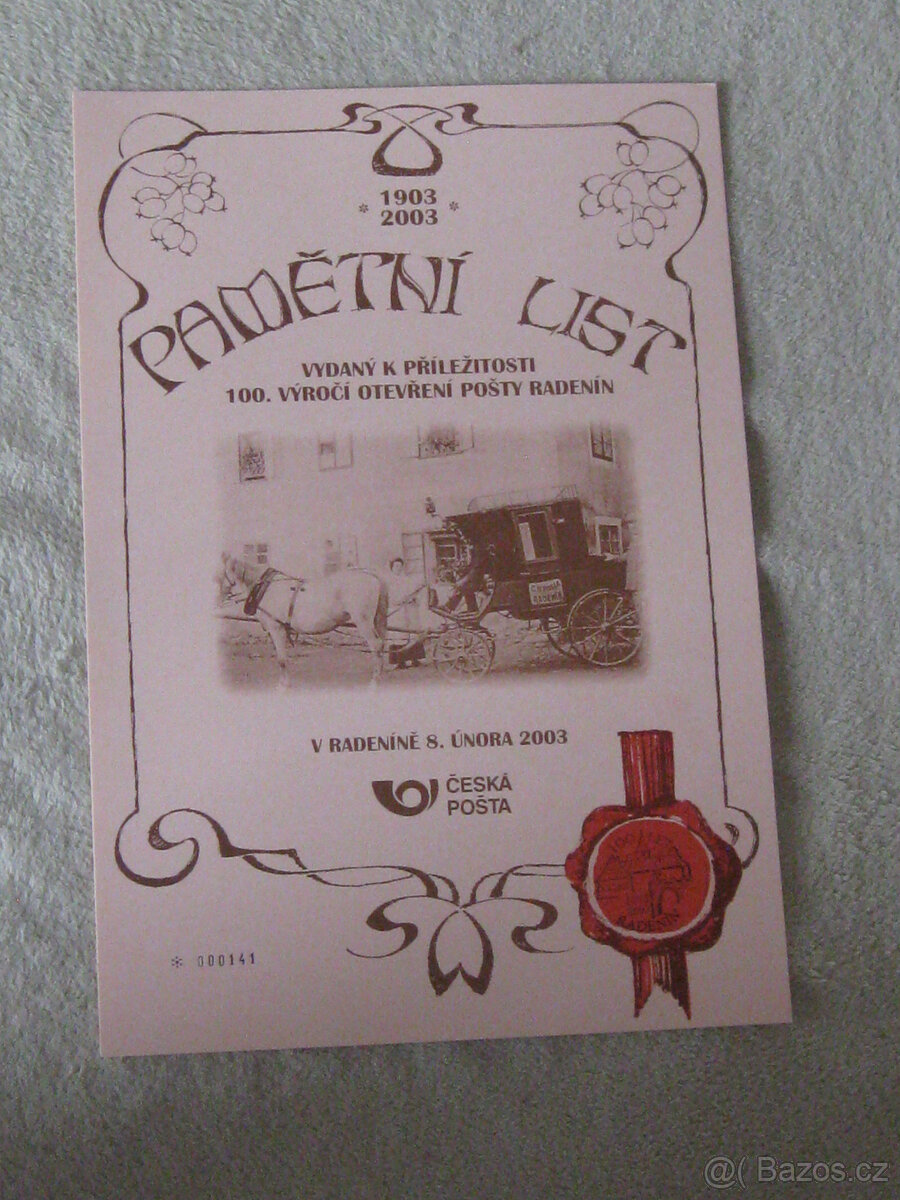 1903
* 2003 *
PAMĚTNÍ LIST
VYDANÝ K PŘÍLEŽITOSTI
100. VÝROČÍ OTEVŘENÍ POŠTY RADENÍN
RADENÍN
V RADENÍNĚ 8. ÚNORA 2003
ČESKÁ
POŠTA
RADENÍN
* 000141
@( Bazos.cz